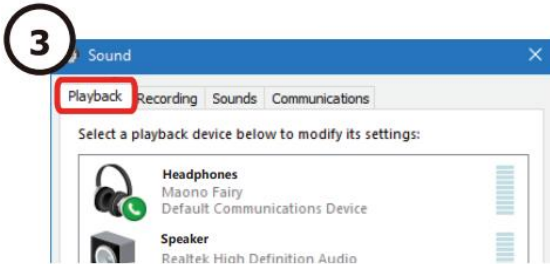 3
Sound
Playback Recording Sounds Communications
Select a playback device below to modify its settings:
Headphones
Maono Fairy
Default Communications Device
Speaker
Realtek High Definition Audio